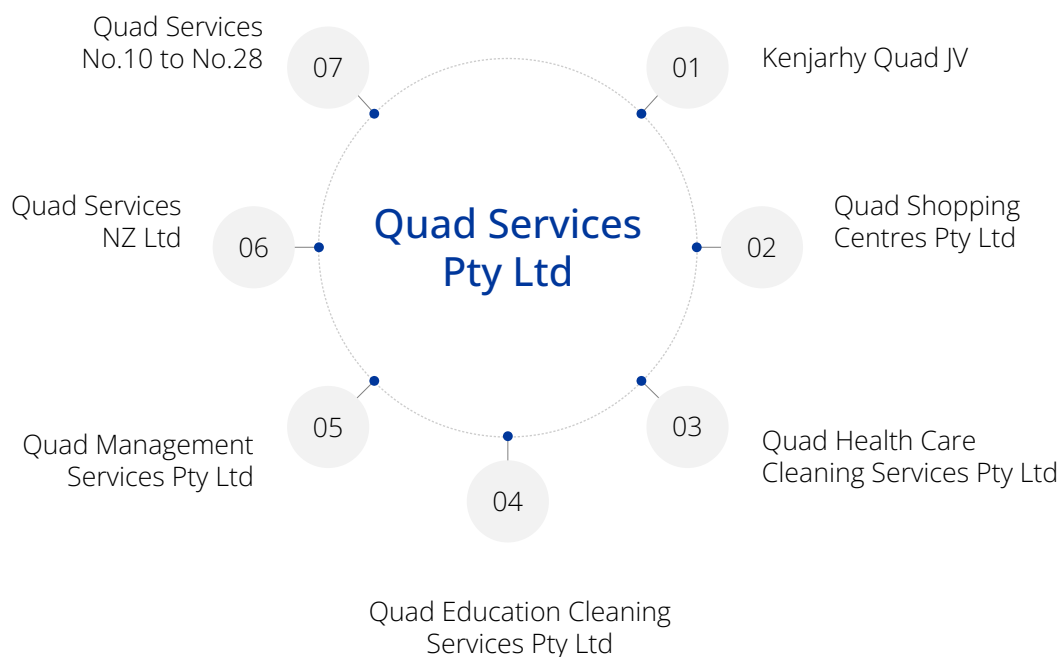 Quad Services
Pty Ltd
01
Kenjarhy Quad JV
02
Quad Shopping
Centres Pty Ltd
03
Quad Health Care
Cleaning Services Pty Ltd
04
Quad Education Cleaning
Services Pty Ltd
05
Quad Management
Services Pty Ltd
06
Quad Services
NZ Ltd
07
Quad Services
No.10 to No.28